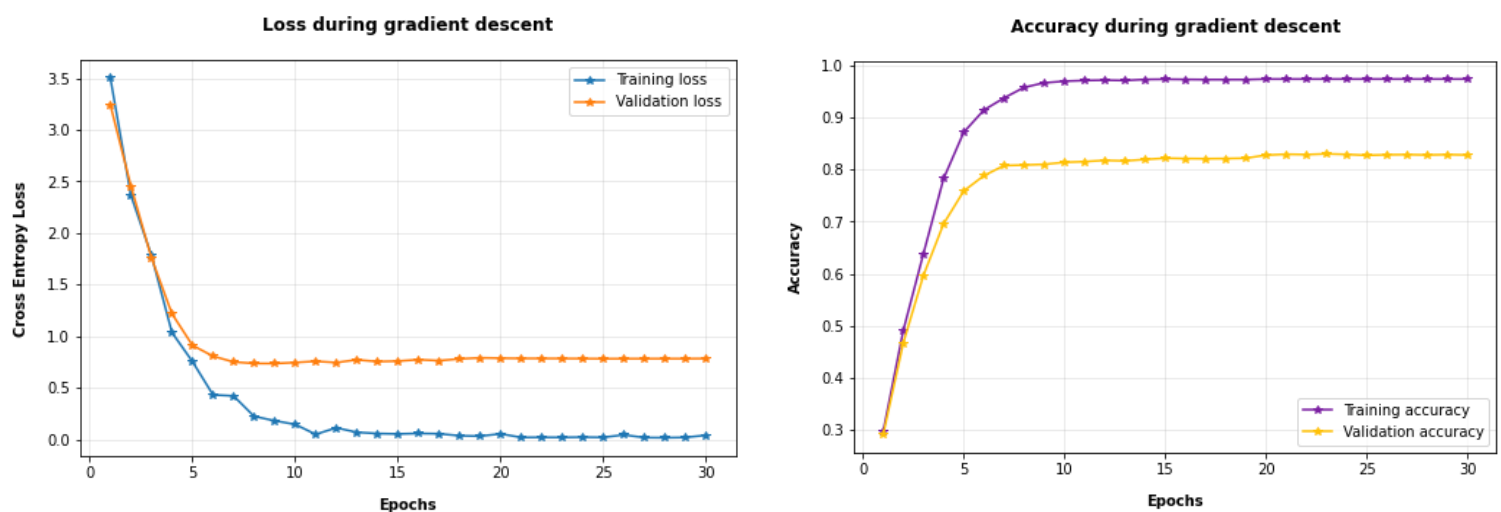 Loss during gradient descent
3.5
3.0
2.5
2.0
1.5
1.0
0.5
0.0
Cross Entropy Loss
Training loss
Validation loss
0 5 10 15 20 25 30
Epochs
Accuracy during gradient descent
1.0
0.9
0.8
0.7
0.6
0.5
0.4
0.3
Accuracy
Training accuracy
Validation accuracy
0 5 10 15 20 25 30
Epochs